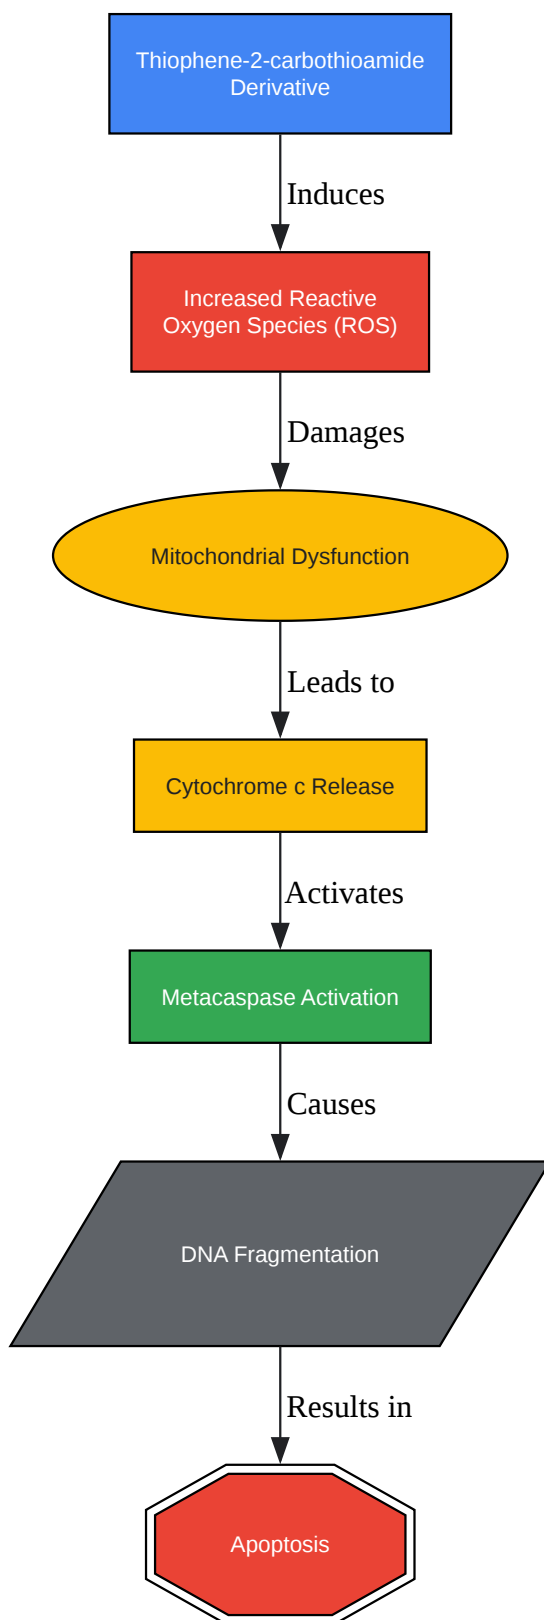 Thiophene-2-carbothioamide
Derivative
Induces
Increased Reactive
Oxygen Species (ROS)
Damages
Mitochondrial Dysfunction
Leads to
Cytochrome c Release
Activates
Metacaspase Activation
Causes
DNA Fragmentation
Results in
Apoptosis